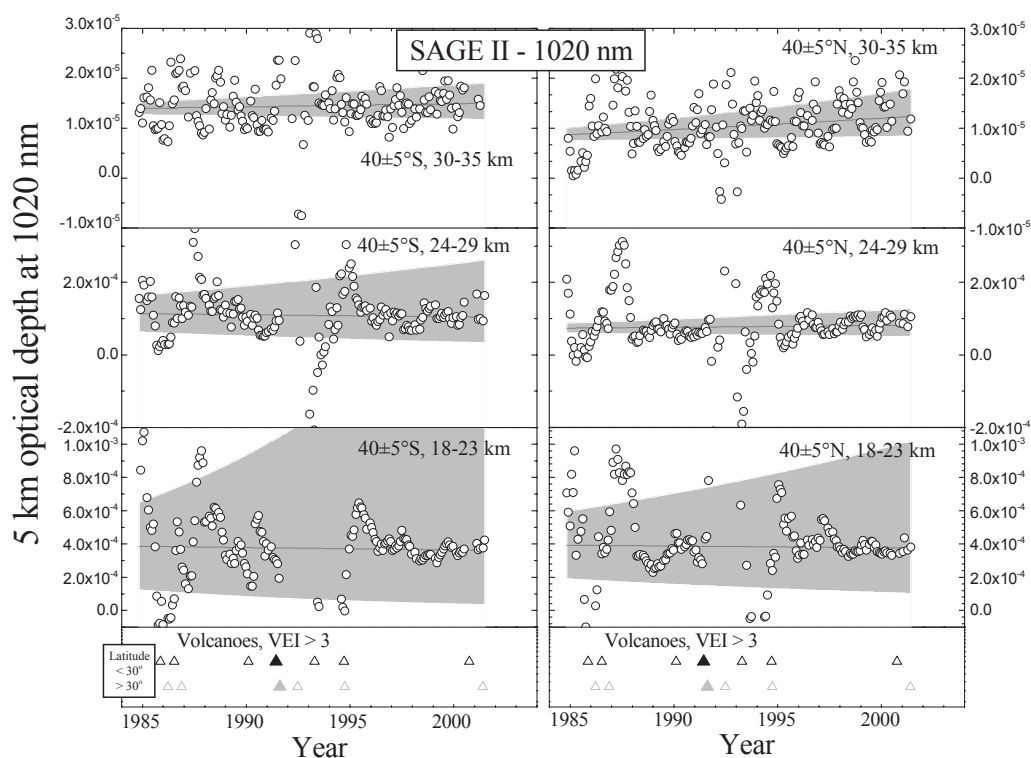 SAGE II - 1020 nm
5 km optical depth at 1020 nm
3.0x10⁻⁵
2.0x10⁻⁵
1.0x10⁻⁵
0.0
-1.0x10⁻⁵
40±5°S, 30-35 km
40±5°N, 30-35 km
3.0x10⁻⁵
2.0x10⁻⁵
1.0x10⁻⁵
0.0
-1.0x10⁻⁵
2.0x10⁻⁴
0.0
40±5°S, 24-29 km
40±5°N, 24-29 km
2.0x10⁻⁴
0.0
-2.0x10⁻⁴
-2.0x10⁻⁴
1.0x10⁻³
8.0x10⁻⁴
6.0x10⁻⁴
4.0x10⁻⁴
2.0x10⁻⁴
0.0
40±5°S, 18-23 km
40±5°N, 18-23 km
1.0x10⁻³
8.0x10⁻⁴
6.0x10⁻⁴
4.0x10⁻⁴
2.0x10⁻⁴
0.0
Volcanoes, VEI > 3
Volcanoes, VEI > 3
Latitude
< 30°
> 30°
1985 1990 1995 2000
1985 1990 1995 2000
Year
Year